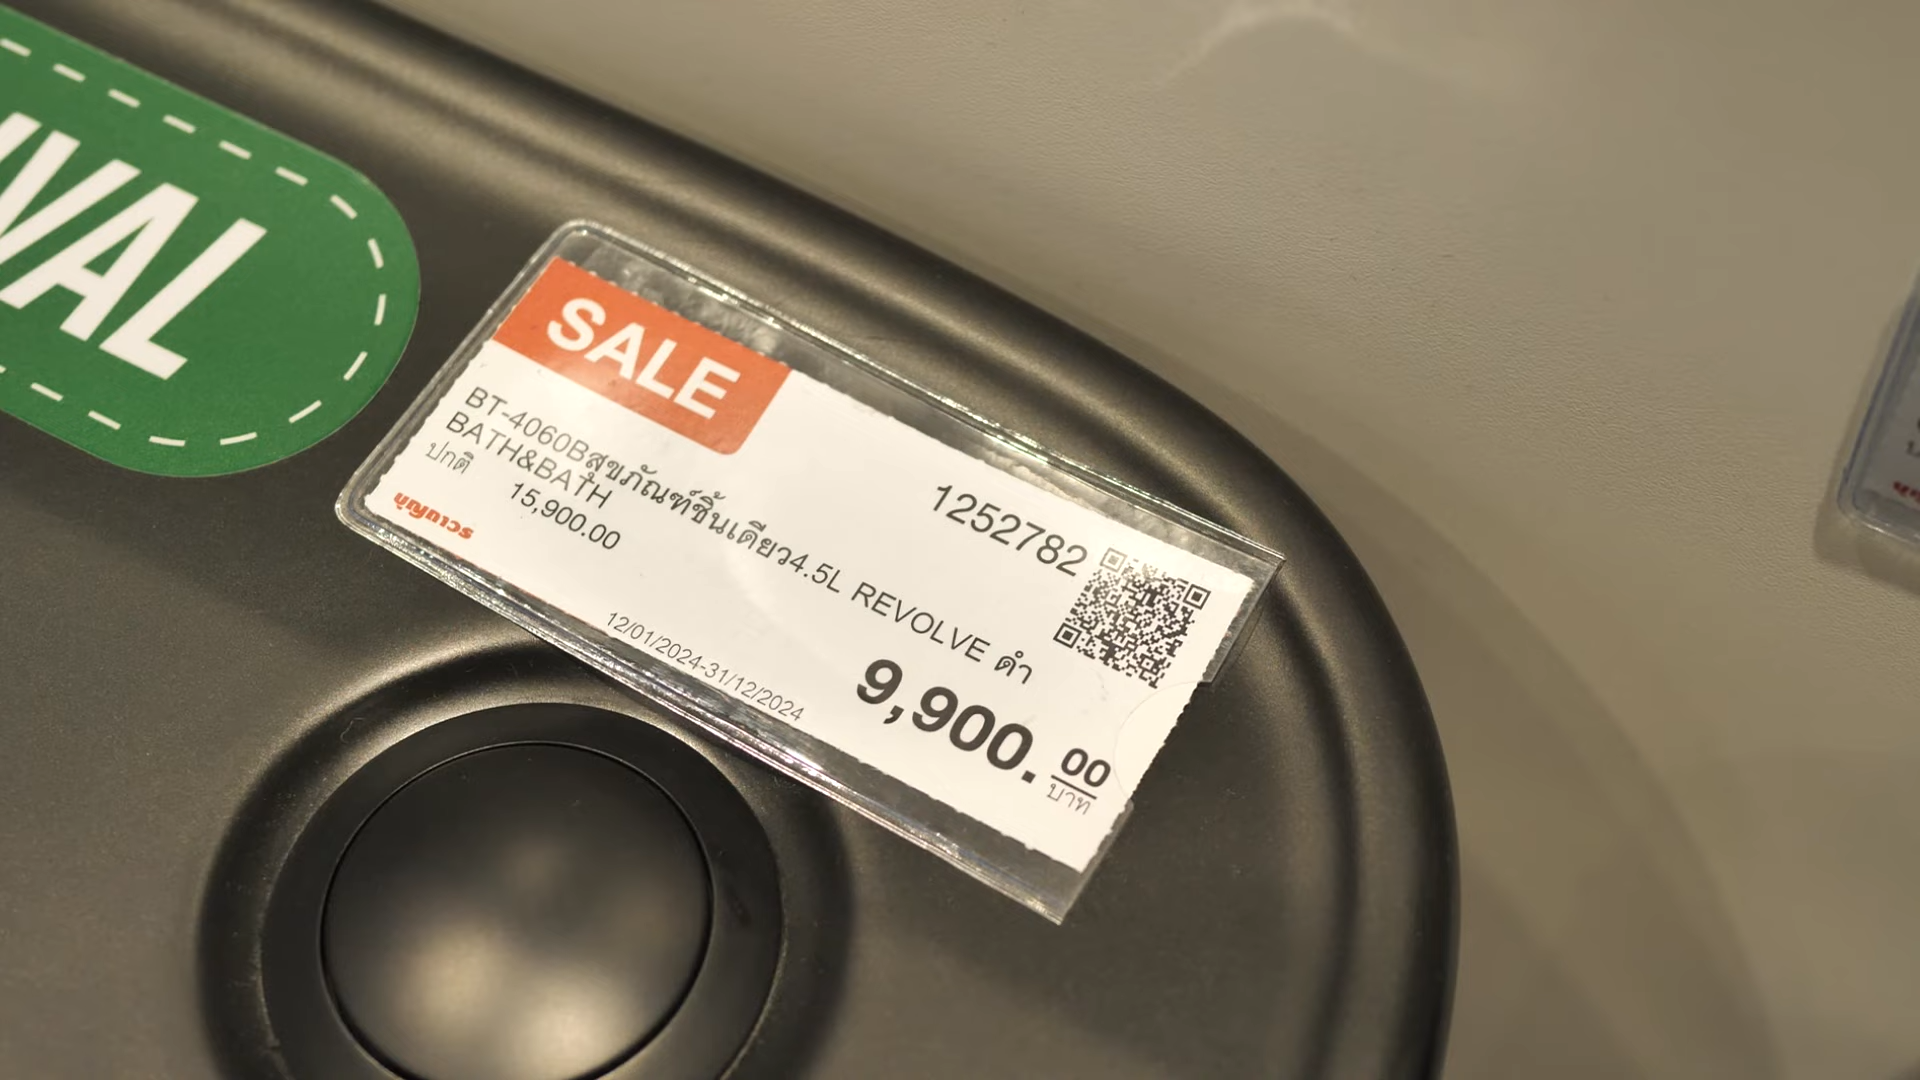 IVAL
SALE
1252782
BT-4060Bสุขภัณฑ์ชิ้นเดียว4.5L REVOLVE ดำ
BATH&BATH
ปกติ 15,900.00
บุญถาวร
12/01/2024-31/12/2024
9,900.00
บาท